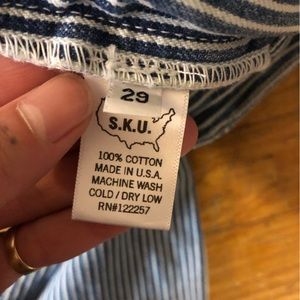 29
S.K.U.
100% COTTON
MADE IN U.S.A.
MACHINE WASH
COLD / DRY LOW
RN#122257